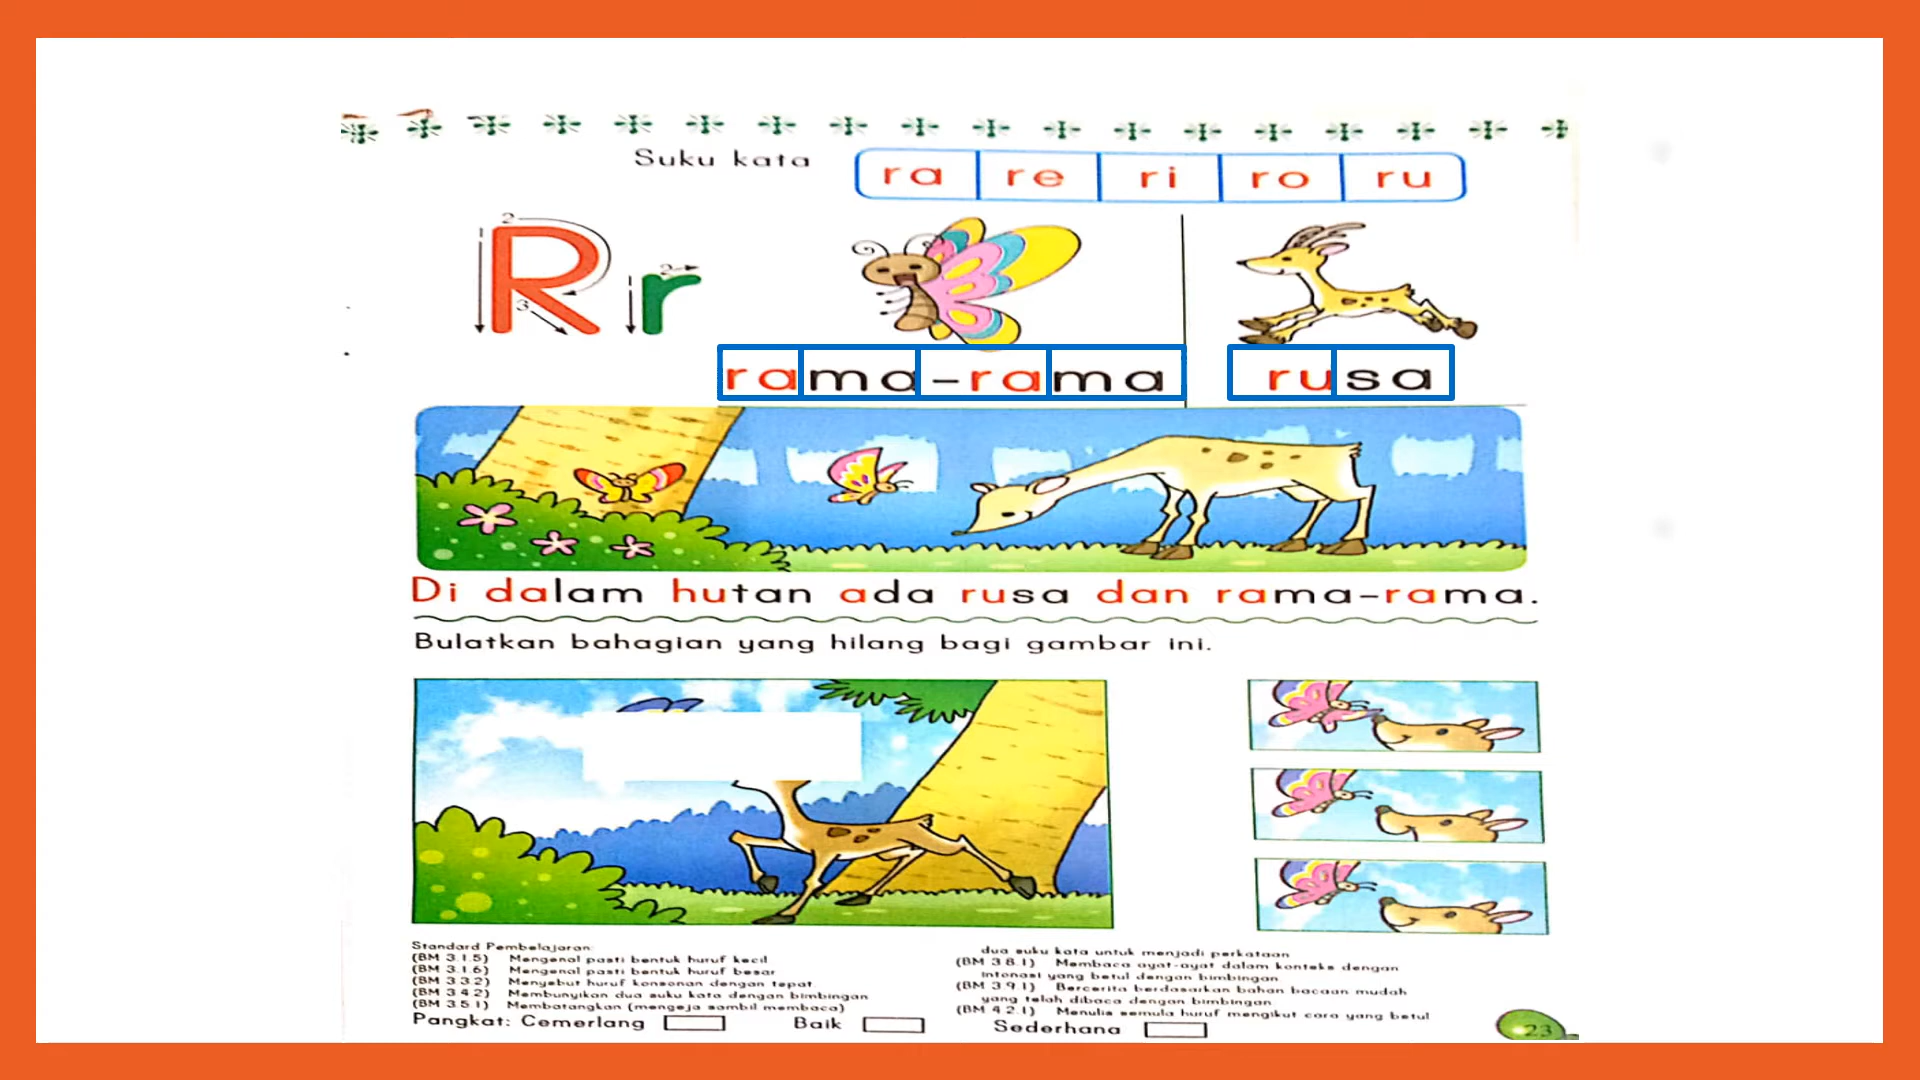 Suku kata
ra re ri ro ru
R r
rama-rama
rusa
Di dalam hutan ada rusa dan rama-rama.
Bulatkan bahagian yang hilang bagi gambar ini.
Standard Pembelajaran:
(BM 3.1.5) Mengenal pasti bentuk huruf kecil
(BM 3.1.6) Mengenal pasti bentuk huruf besar
(BM 3.3.2) Menyebut huruf konsonan dengan tepat
(BM 3.4.2) Membunyikan dua suku kata dengan bimbingan
(BM 3.5.1) Membatangkan (mengeja sambil membaca)
dua suku kata untuk menjadi perkataan
(BM 3.8.1) Membaca ayat-ayat dalam konteks dengan
intonasi yang betul dengan bimbingan
(BM 3.9.1) Bercerita berdasarkan bahan bacaan mudah
yang telah dibaca dengan bimbingan
(BM 4.2.1) Menulis semula huruf mengikut cara yang betul
Pangkat: Cemerlang Baik Sederhana
23